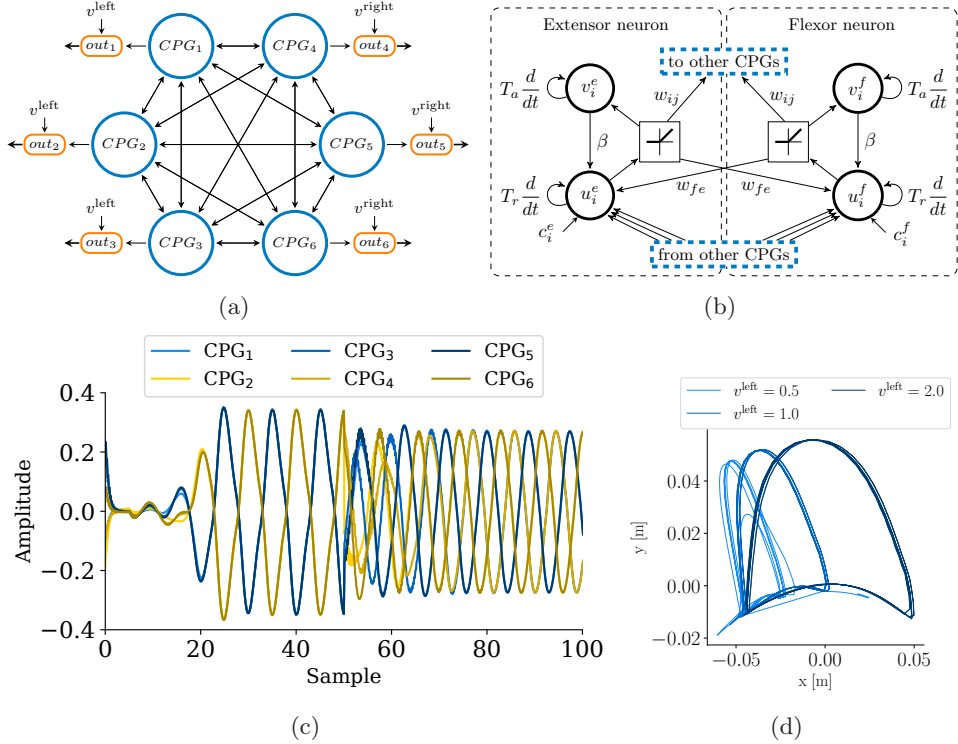 v^left v^right
out_1 CPG_1 CPG_4 out_4
v^left v^right
out_2 CPG_2 CPG_5 out_5
v^left v^right
out_3 CPG_3 CPG_6 out_6
(a)
Extensor neuron Flexor neuron
to other CPGs
T_a d/dt v_i^e w_ij w_ij v_i^f T_a d/dt
β β
T_r d/dt u_i^e w_fe w_fe u_i^f T_r d/dt
c_i^e c_i^f
from other CPGs
(b)
CPG_1 CPG_3 CPG_5
CPG_2 CPG_4 CPG_6
Amplitude
0.4
0.2
0.0
−0.2
−0.4
0 20 40 60 80 100
Sample
(c)
v^left = 0.5 v^left = 2.0
v^left = 1.0
y [m]
0.04
0.02
0.00
−0.02
−0.05 0.00 0.05
x [m]
(d)